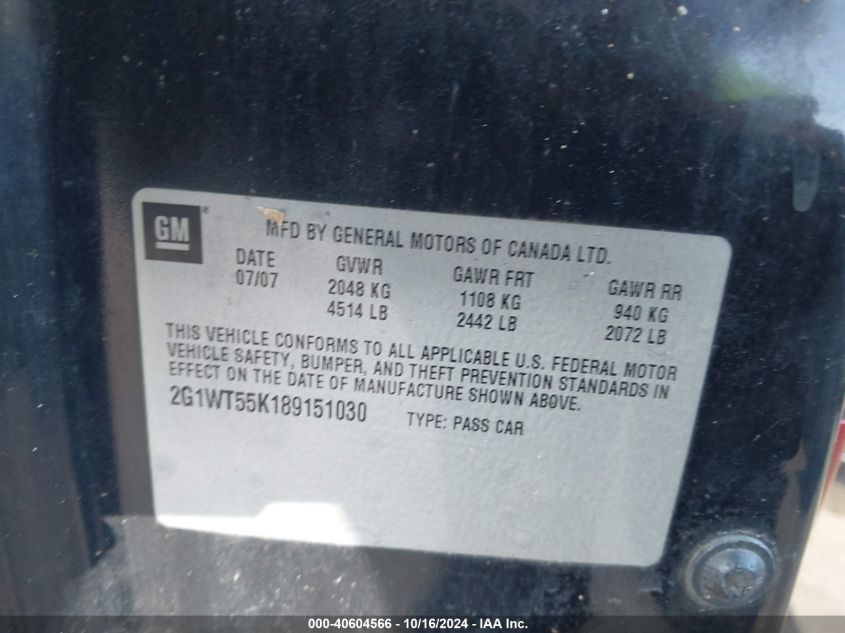 GM ® MFD BY GENERAL MOTORS OF CANADA LTD.
DATE GVWR GAWR FRT GAWR RR
07/07 2048 KG 1108 KG 940 KG
4514 LB 2442 LB 2072 LB
THIS VEHICLE CONFORMS TO ALL APPLICABLE U.S. FEDERAL MOTOR
VEHICLE SAFETY, BUMPER, AND THEFT PREVENTION STANDARDS IN
EFFECT ON THE DATE OF MANUFACTURE SHOWN ABOVE.
2G1WT55K189151030 TYPE: PASS CAR
000-40604566 - 10/16/2024 - IAA Inc.